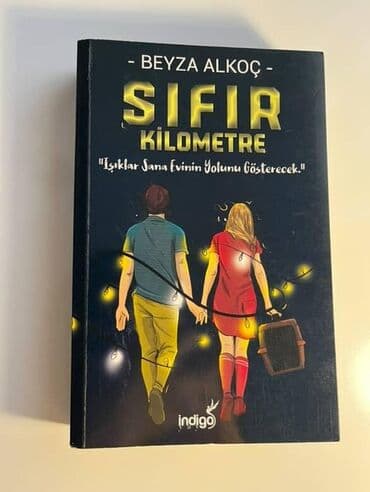 - BEYZA ALKOÇ -
SIFIR
KİLOMETRE
"Işıklar Sana Evinin Yolunu Gösterecek."
indigo